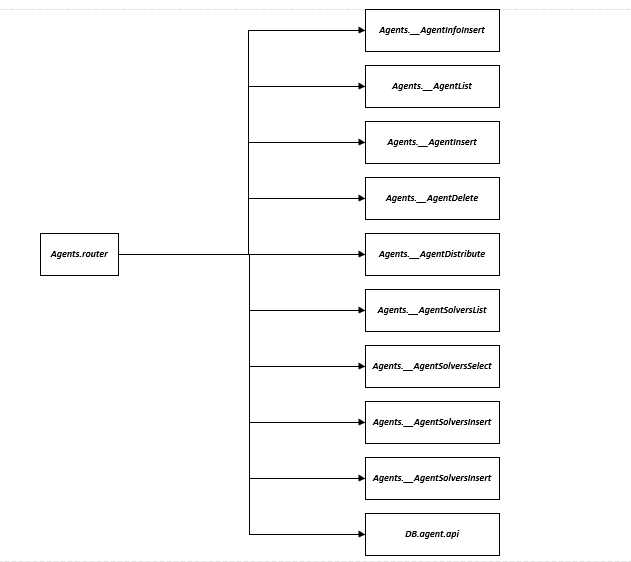 Agents.__AgentInfoInsert
Agents.__AgentList
Agents.__AgentInsert
Agents.__AgentDelete
Agents.router
Agents.__AgentDistribute
Agents.__AgentSolversList
Agents.__AgentSolversSelect
Agents.__AgentSolversInsert
Agents.__AgentSolversInsert
DB.agent.api